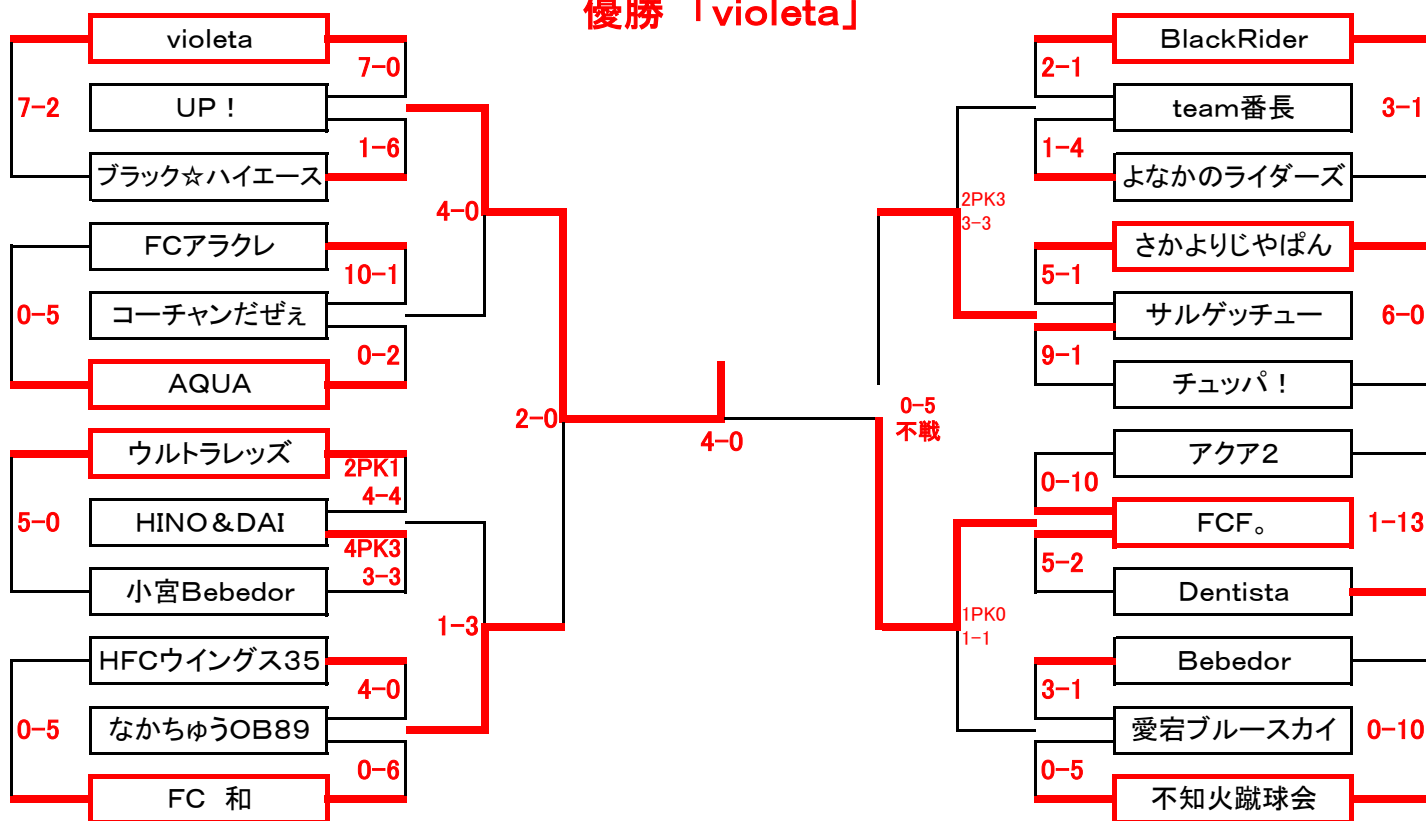 優勝 「violeta」
violeta
7-0
7-2
UP！
1-6
ブラック☆ハイエース
4-0
FCアラクレ
10-1
0-5
コーチャンだぜぇ
0-2
AQUA
2-0
ウルトラレッズ
2PK1
4-4
5-0
HINO＆DAI
4PK3
3-3
小宮Bebedor
1-3
HFCウイングス35
4-0
0-5
なかちゅうOB89
0-6
FC 和
4-0
BlackRider
2-1
team番長
3-1
1-4
よなかのライダーズ
2PK3
3-3
さかよりじやぱん
5-1
サルゲッチュー
6-0
9-1
チュッパ！
0-5
不戦
アクア2
0-10
FCF。
1-13
5-2
Dentista
1PK0
1-1
Bebedor
3-1
愛宕ブルースカイ
0-10
0-5
不知火蹴球会